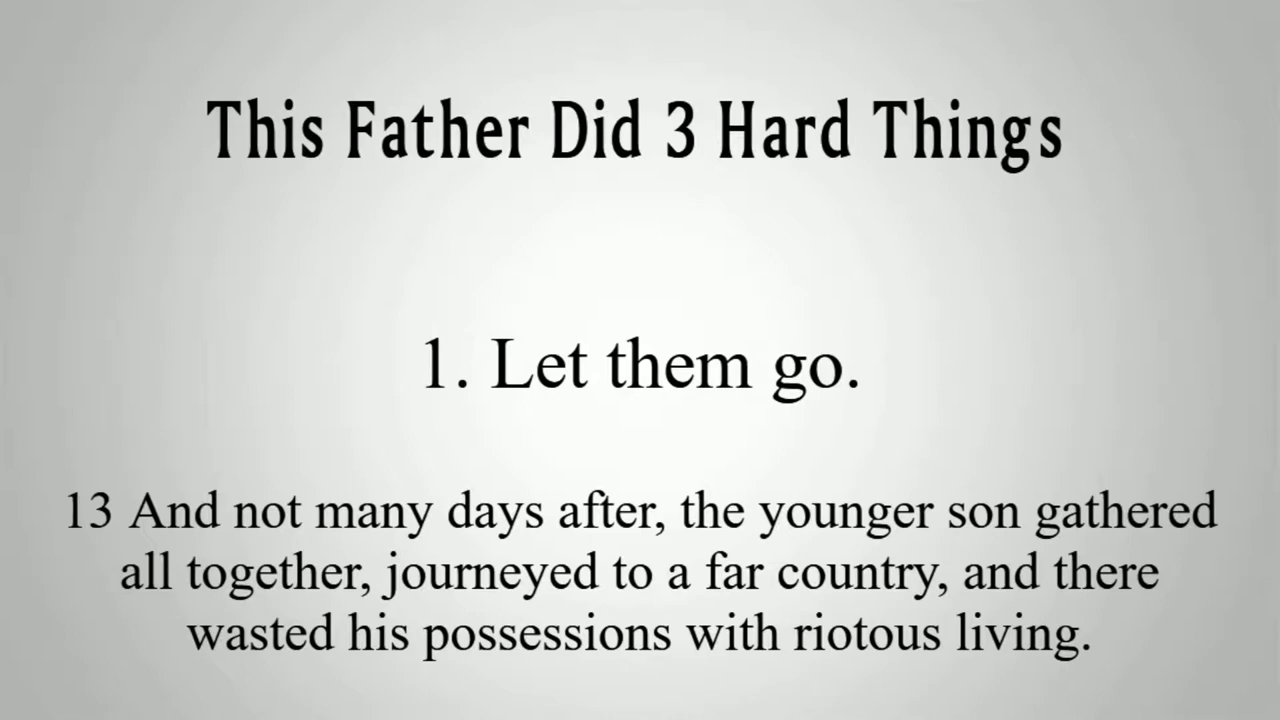 This Father Did 3 Hard Things
1. Let them go.
13 And not many days after, the younger son gathered
all together, journeyed to a far country, and there
wasted his possessions with riotous living.